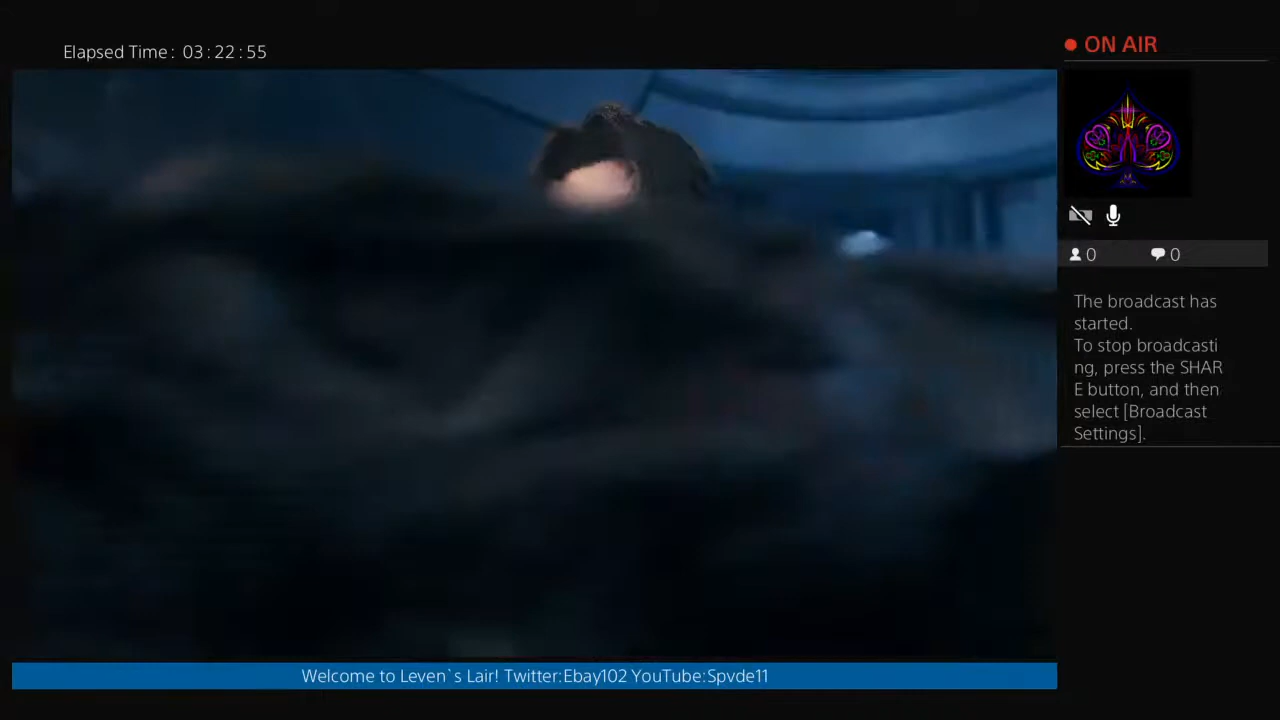 Elapsed Time: 03:22:55
ON AIR
0 0
The broadcast has
started.
To stop broadcasti
ng, press the SHAR
E button, and then
select [Broadcast
Settings].
Welcome to Leven`s Lair! Twitter:Ebay102 YouTube:Spvde11